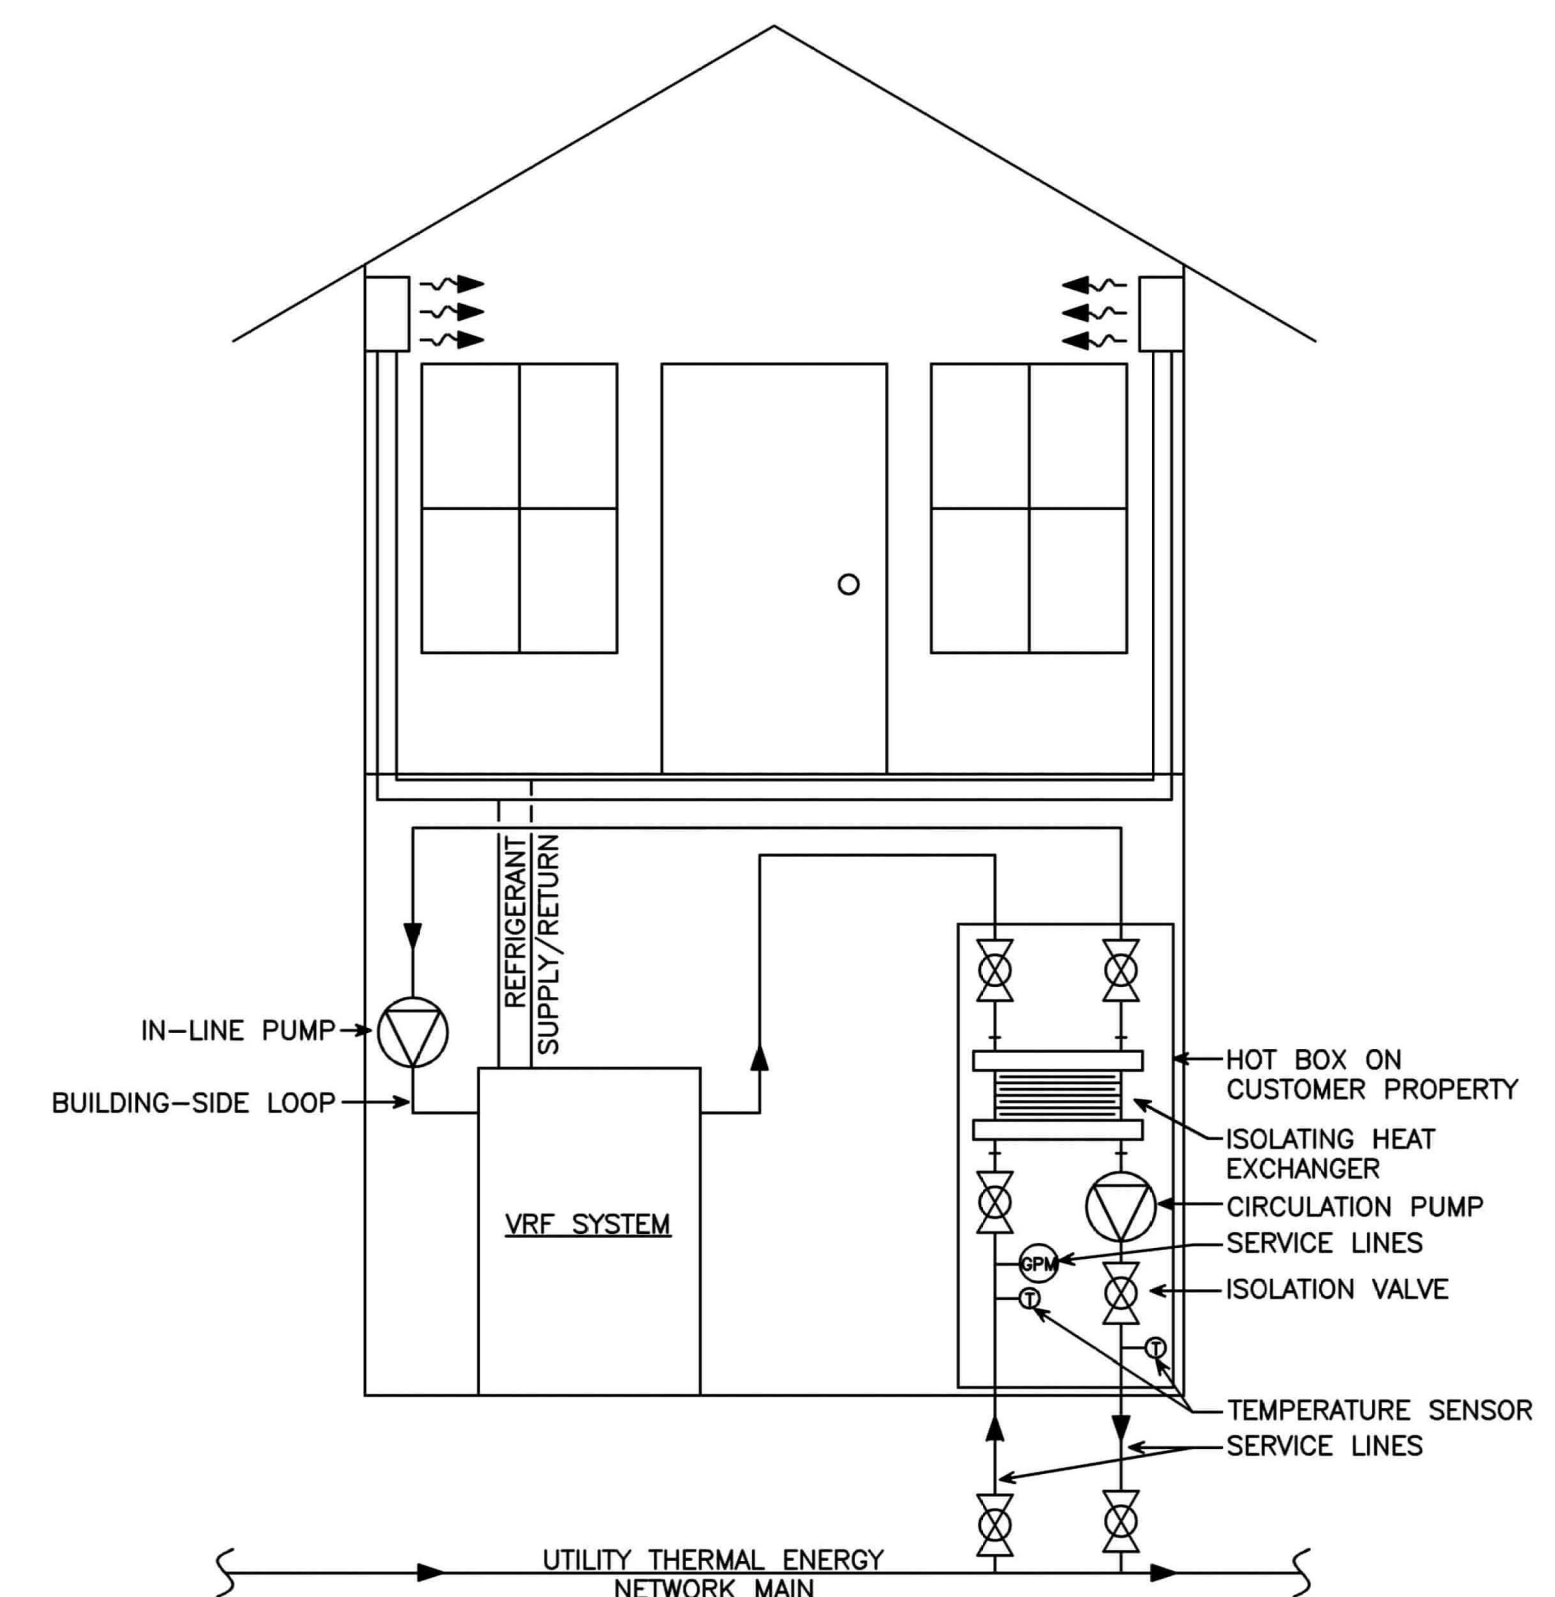 REFRIGERANT
SUPPLY/RETURN
IN-LINE PUMP
BUILDING-SIDE LOOP
VRF SYSTEM
HOT BOX ON
CUSTOMER PROPERTY
ISOLATING HEAT
EXCHANGER
CIRCULATION PUMP
SERVICE LINES
GPM
ISOLATION VALVE
T
T
TEMPERATURE SENSOR
SERVICE LINES
UTILITY THERMAL ENERGY
NETWORK MAIN